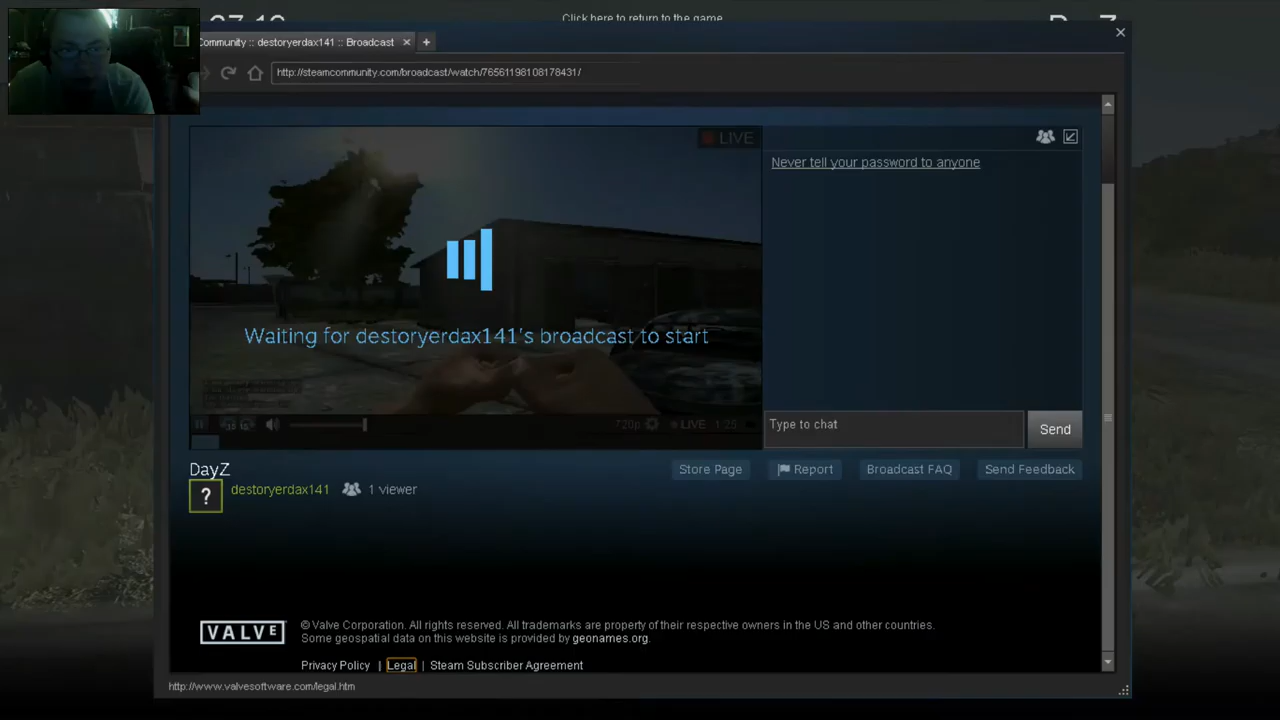 Click here to return to the game
Community :: destoryerdax141 :: Broadcast
http://steamcommunity.com/broadcast/watch/76561198108178431/
LIVE
Never tell your password to anyone
Waiting for destoryerdax141's broadcast to start
720p
LIVE 1:25
Type to chat
Send
DayZ
Store Page
Report
Broadcast FAQ
Send Feedback
?
destoryerdax141
1 viewer
VALVE
© Valve Corporation. All rights reserved. All trademarks are property of their respective owners in the US and other countries.
Some geospatial data on this website is provided by geonames.org.
Privacy Policy | Legal | Steam Subscriber Agreement
http://www.valvesoftware.com/legal.htm